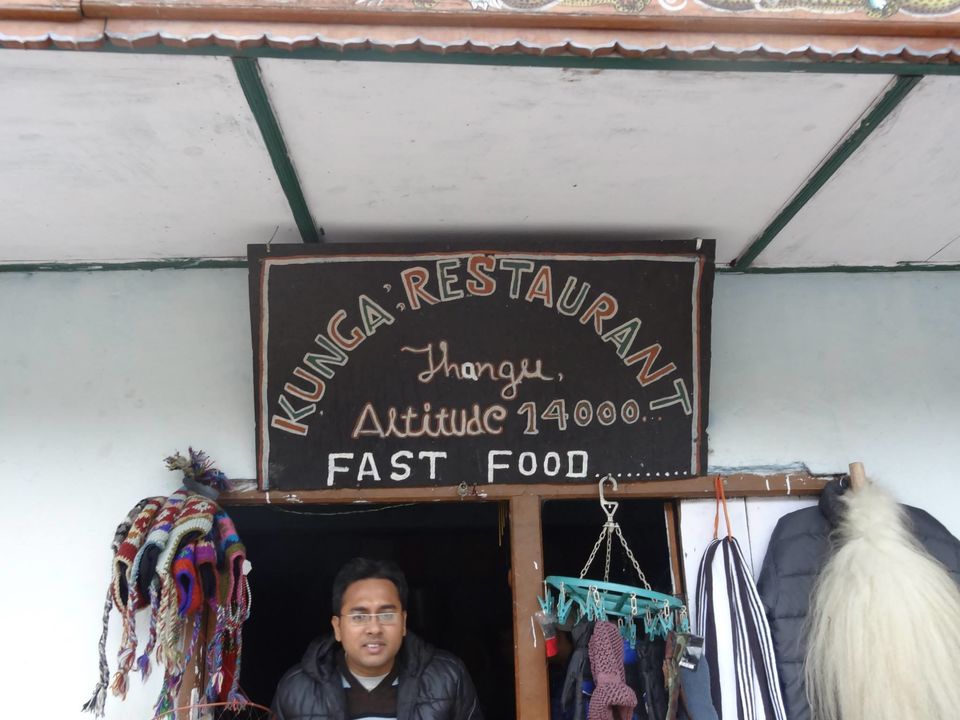 KUNGA,; RESTAURANT
Thangu,
Altitude 14000...
FAST FOOD..........